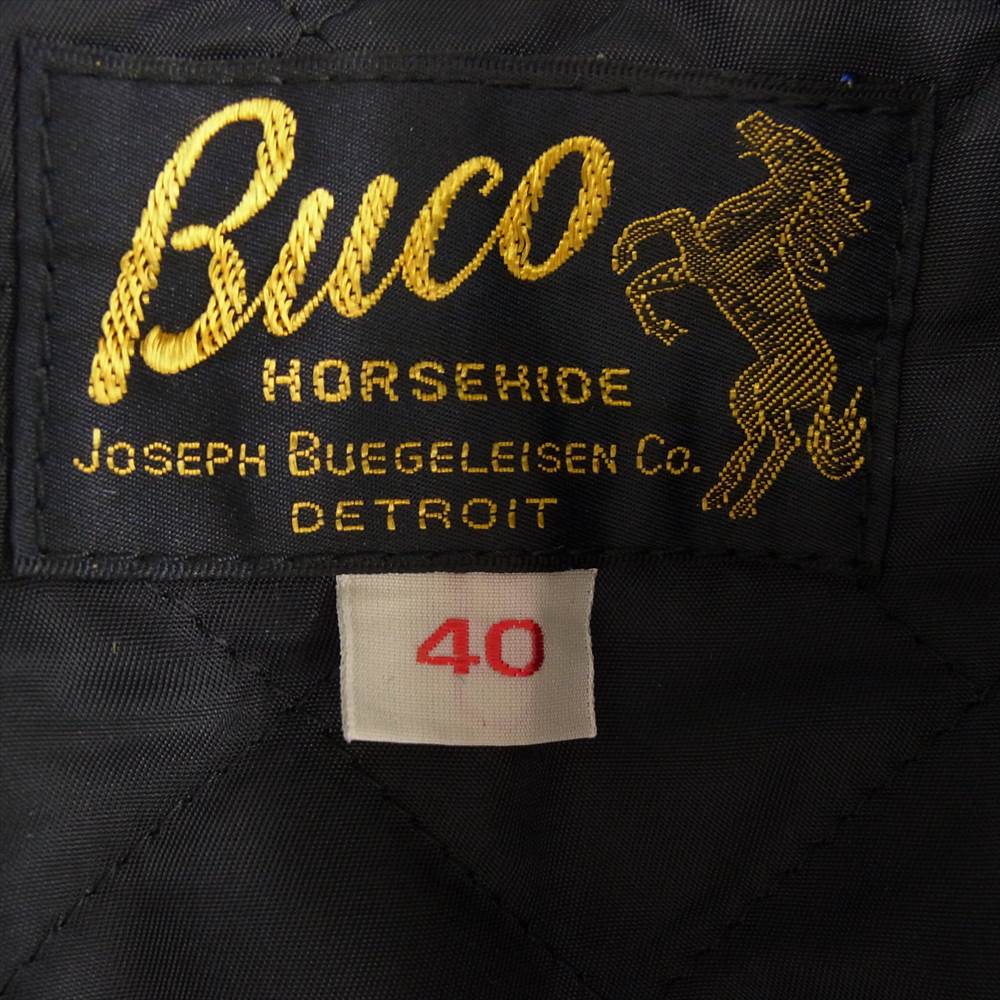 Buco
HORSEHIDE
JOSEPH BUEGELEISEN CO.
DETROIT
40